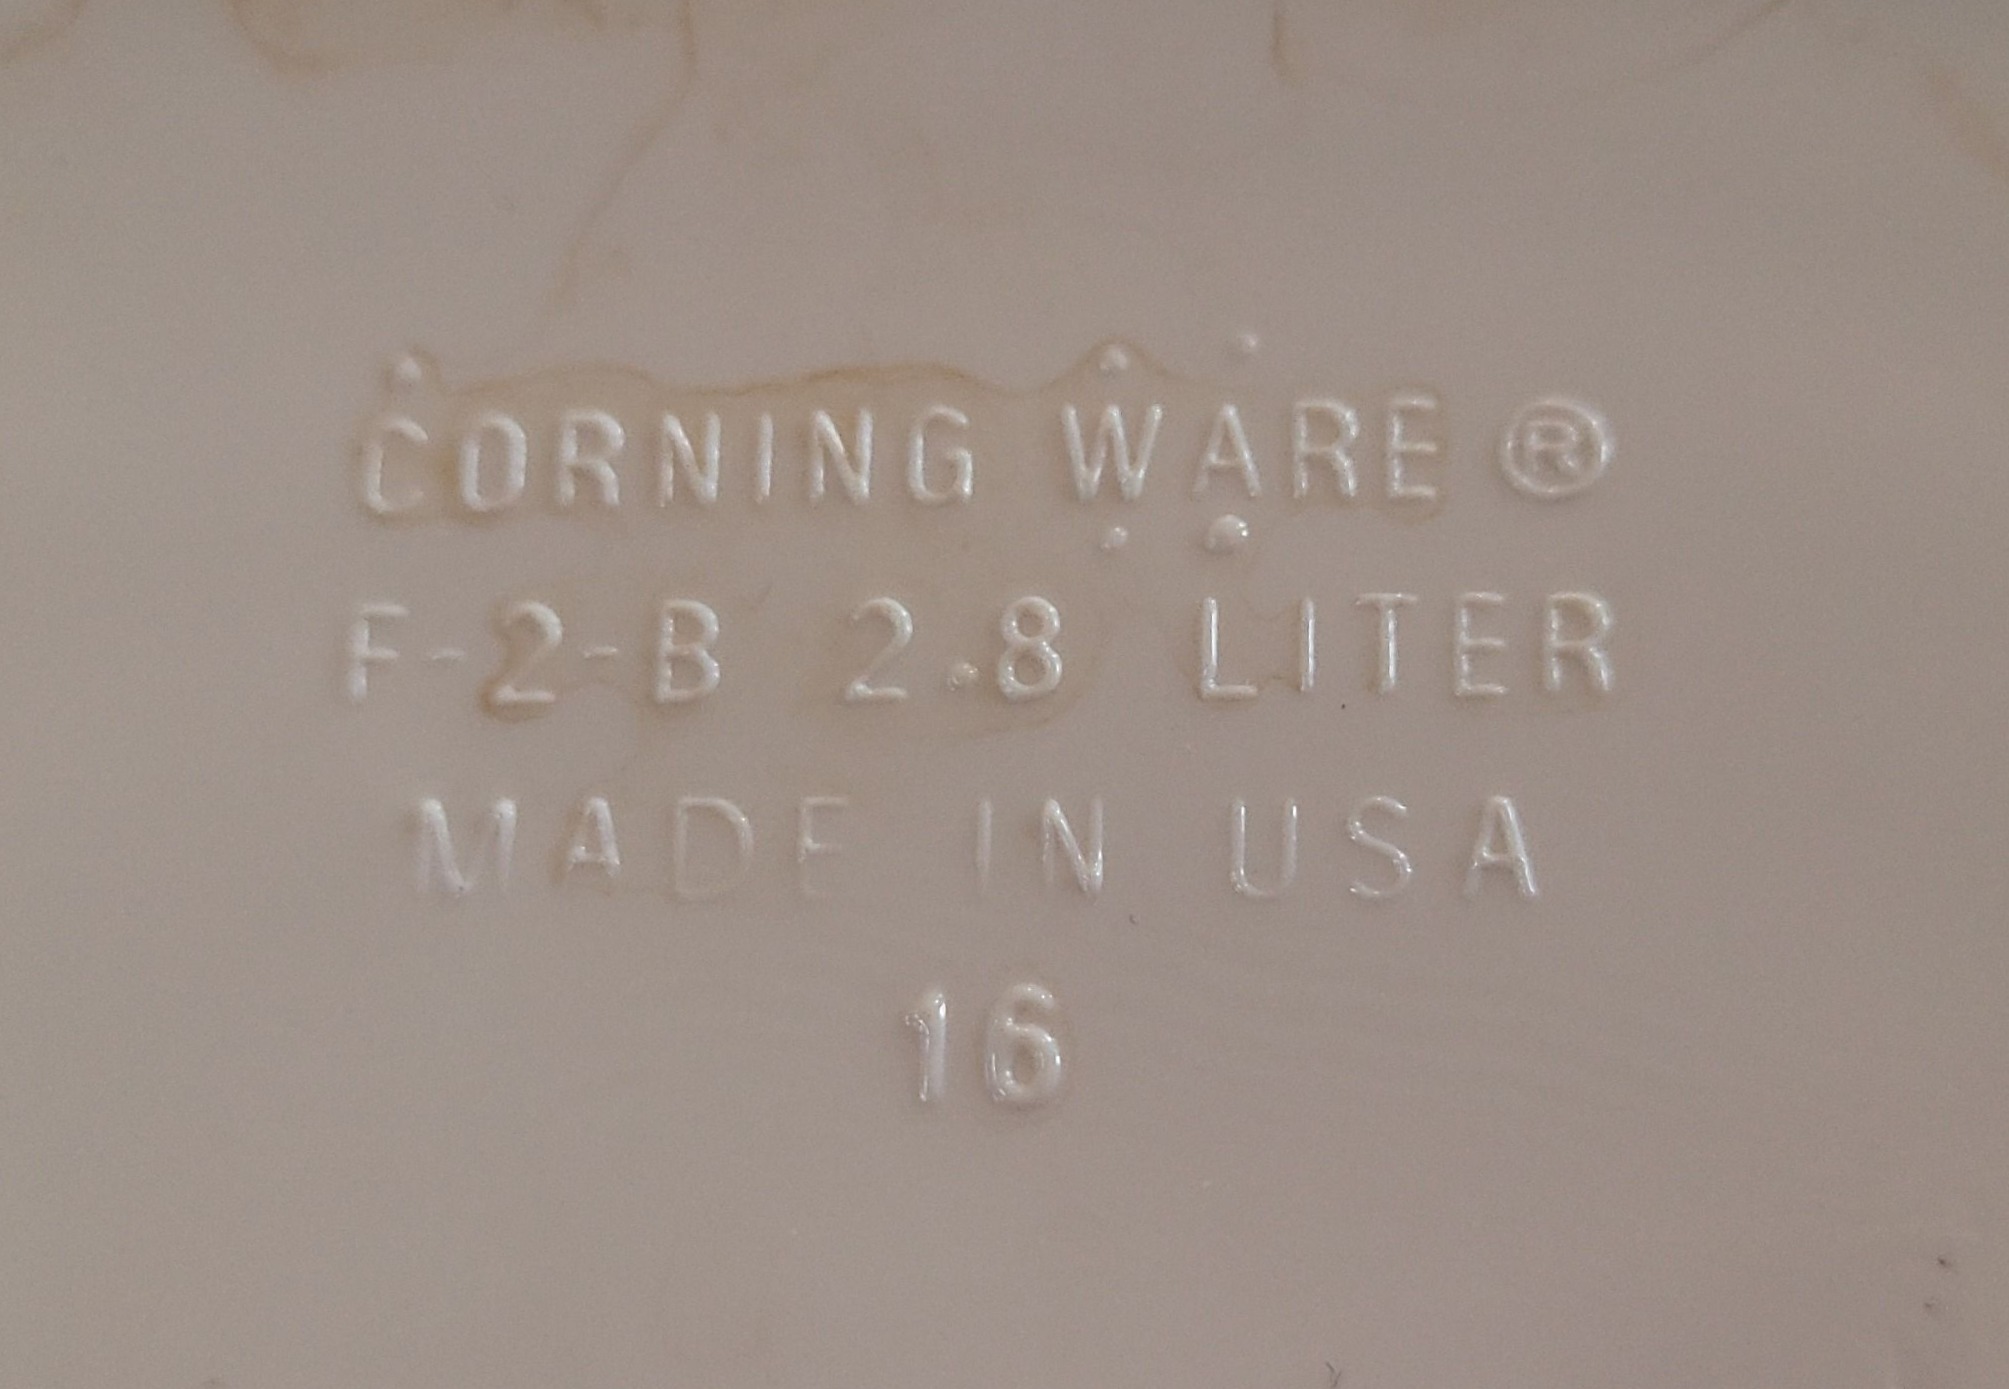 CORNING WARE ®
F-2-B 2.8 LITER
MADE IN USA
16